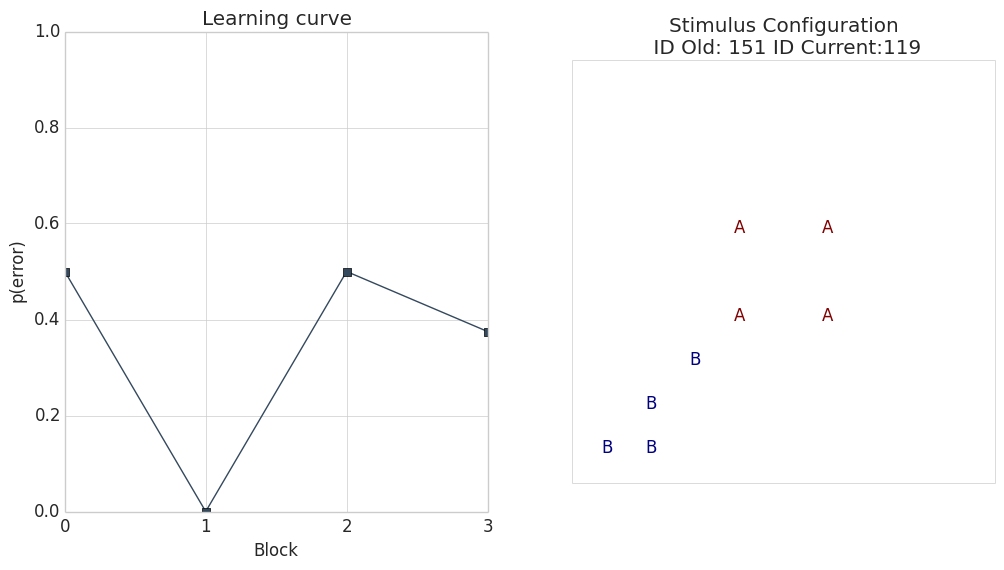 Learning curve
1.0
0.8
0.6
0.4
0.2
0.0
p(error)
0 1 2 3
Block
Stimulus Configuration
ID Old: 151 ID Current:119
A A
A A
B
B
B B